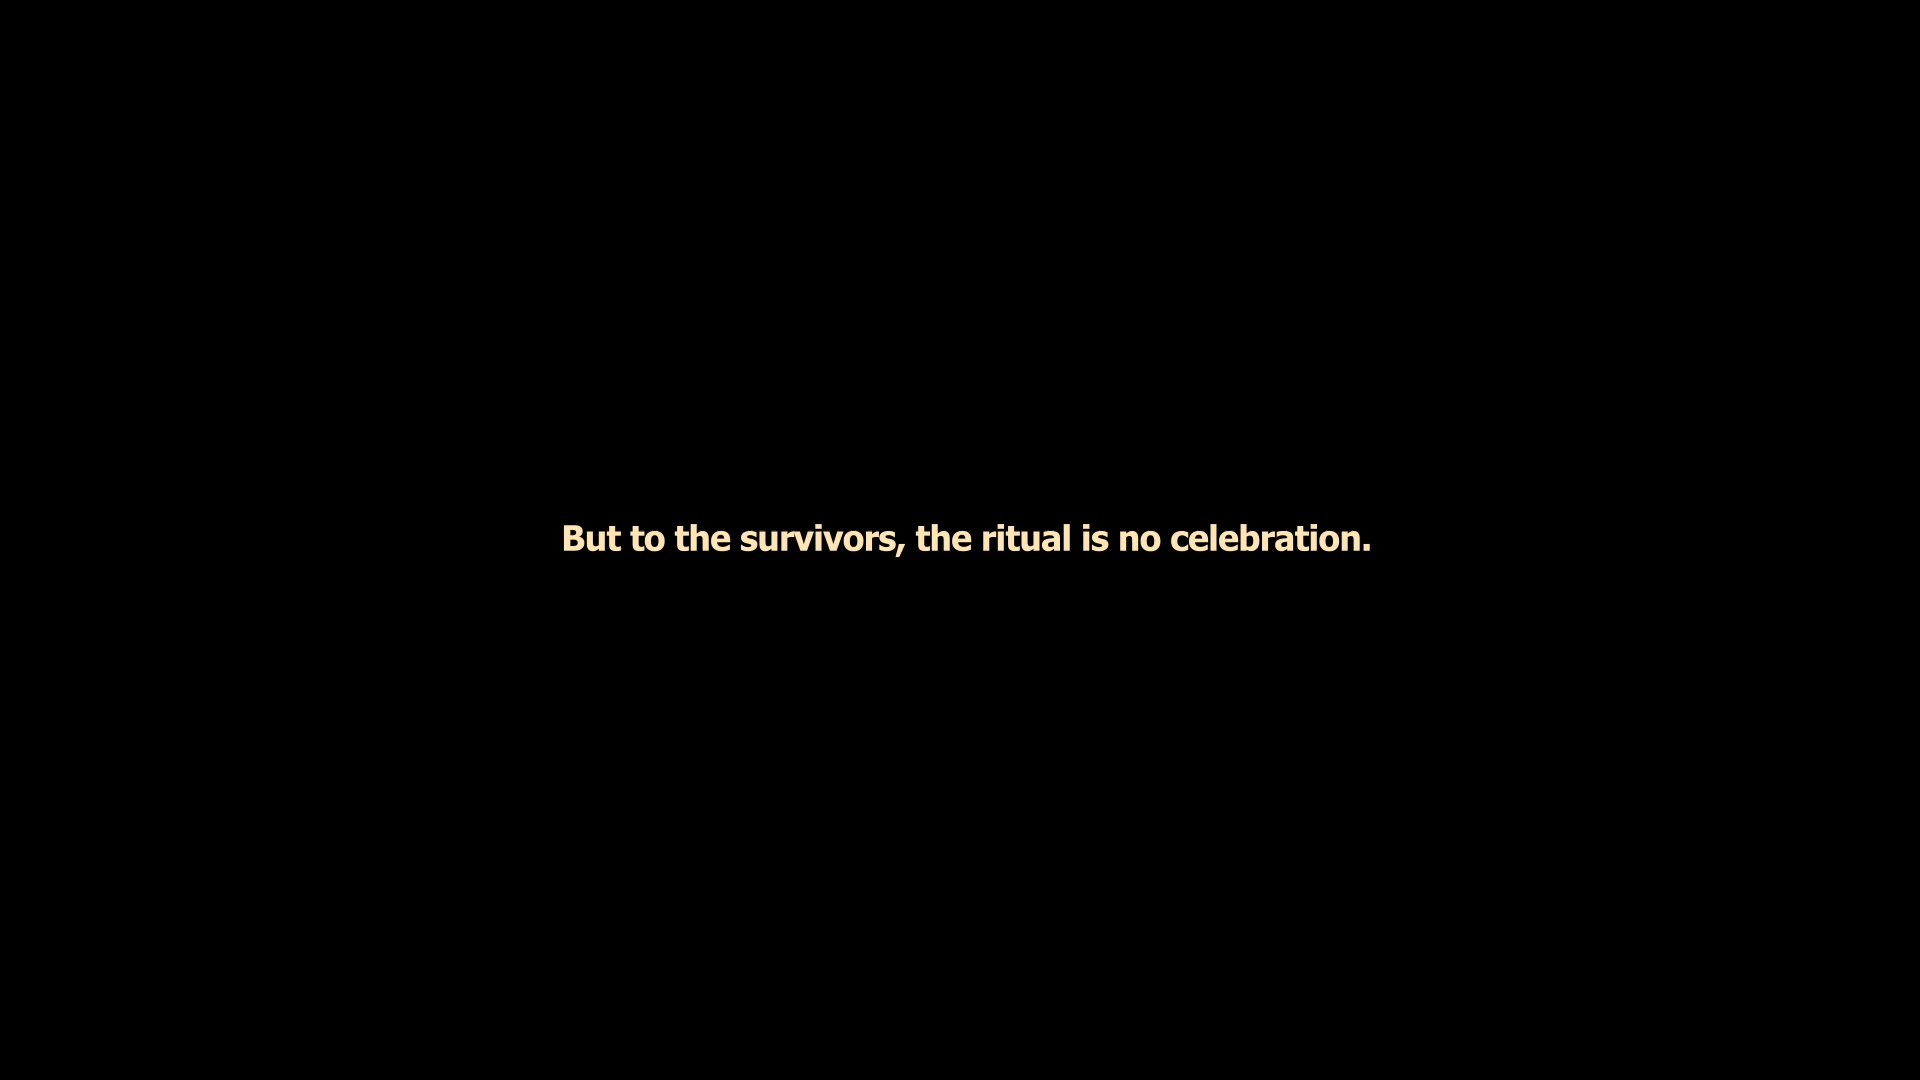 But to the survivors, the ritual is no celebration.